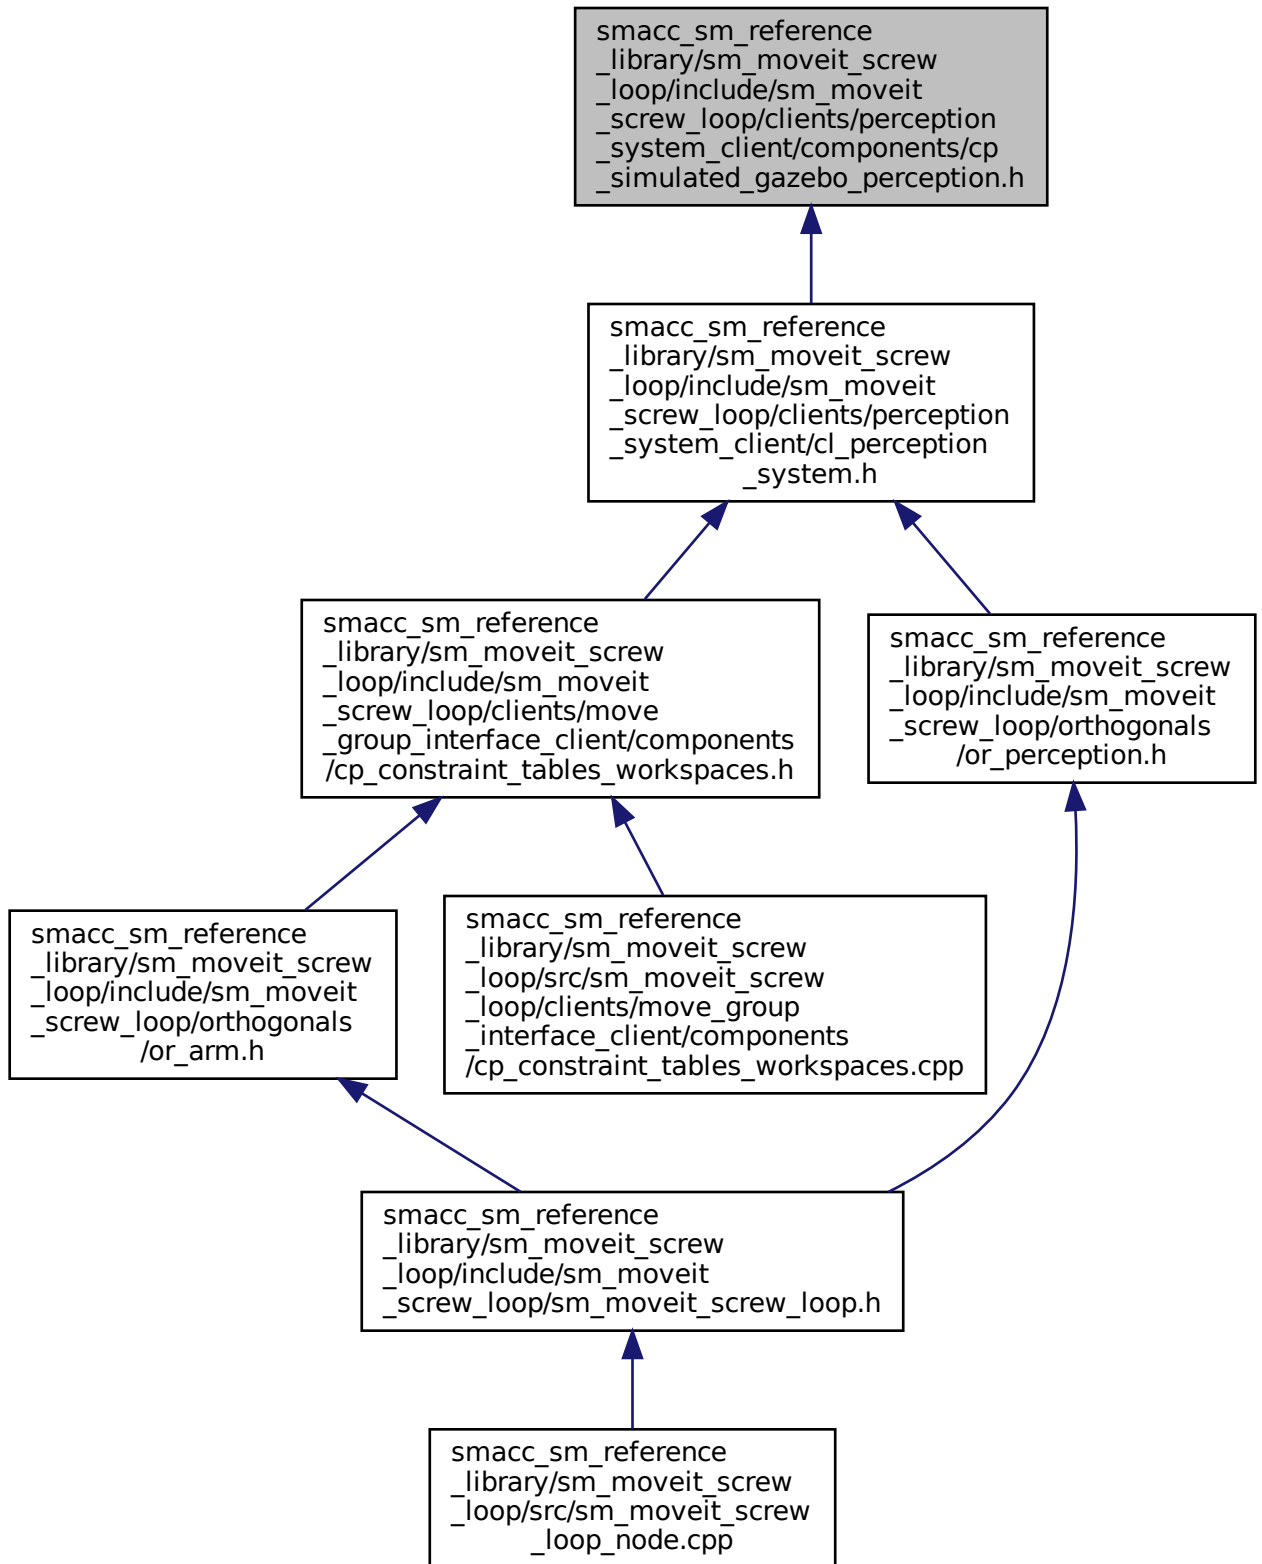 smacc_sm_reference
_library/sm_moveit_screw
_loop/include/sm_moveit
_screw_loop/clients/perception
_system_client/components/cp
_simulated_gazebo_perception.h
smacc_sm_reference
_library/sm_moveit_screw
_loop/include/sm_moveit
_screw_loop/clients/perception
_system_client/cl_perception
_system.h
smacc_sm_reference
_library/sm_moveit_screw
_loop/include/sm_moveit
_screw_loop/clients/move
_group_interface_client/components
/cp_constraint_tables_workspaces.h
smacc_sm_reference
_library/sm_moveit_screw
_loop/include/sm_moveit
_screw_loop/orthogonals
/or_perception.h
smacc_sm_reference
_library/sm_moveit_screw
_loop/include/sm_moveit
_screw_loop/orthogonals
/or_arm.h
smacc_sm_reference
_library/sm_moveit_screw
_loop/src/sm_moveit_screw
_loop/clients/move_group
_interface_client/components
/cp_constraint_tables_workspaces.cpp
smacc_sm_reference
_library/sm_moveit_screw
_loop/include/sm_moveit
_screw_loop/sm_moveit_screw_loop.h
smacc_sm_reference
_library/sm_moveit_screw
_loop/src/sm_moveit_screw
_loop_node.cpp